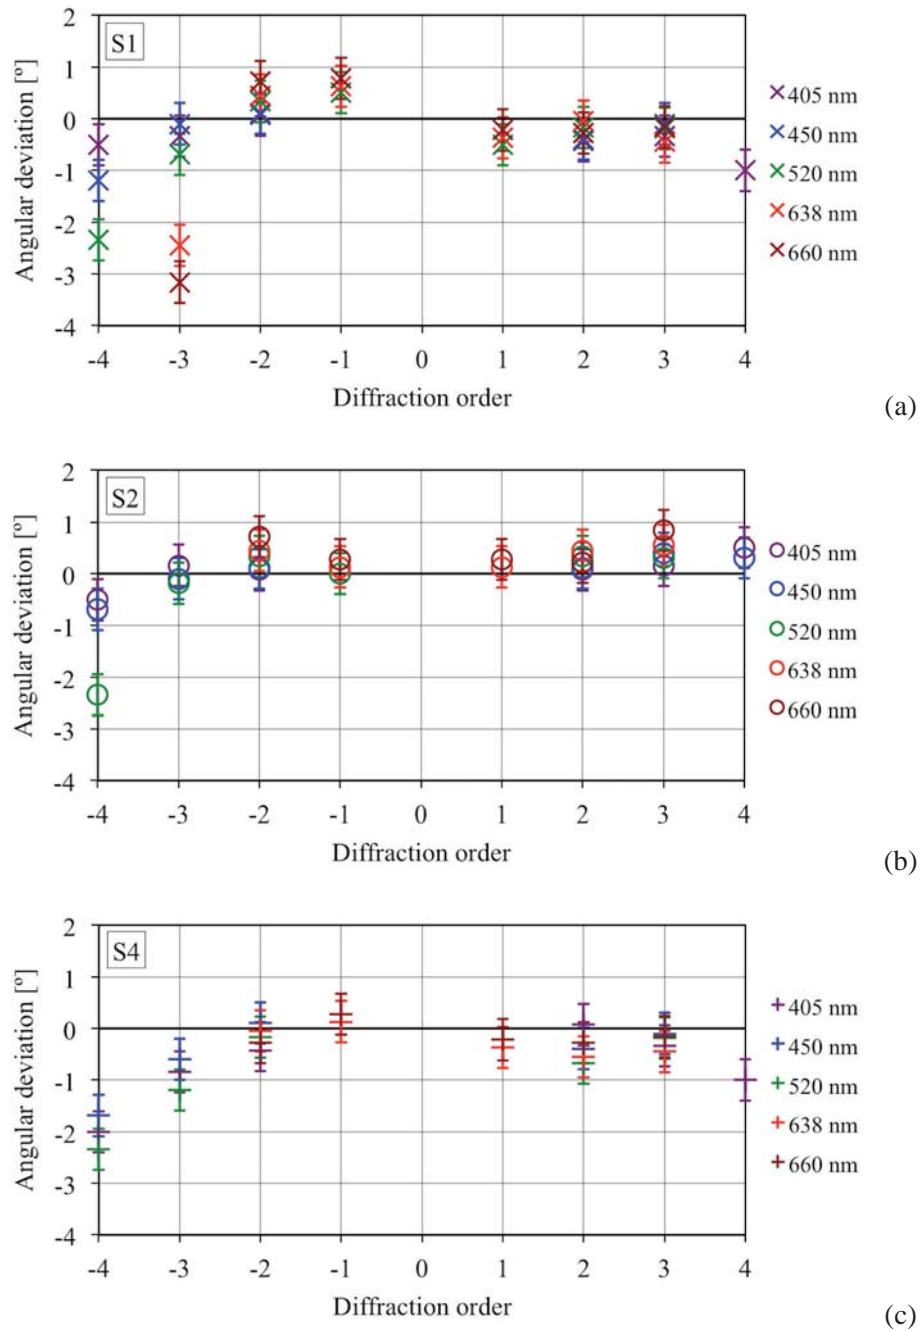 S1
Angular deviation [°]
2
1
0
-1
-2
-3
-4
-4 -3 -2 -1 0 1 2 3 4
Diffraction order
405 nm
450 nm
520 nm
638 nm
660 nm
(a)
S2
Angular deviation [°]
2
1
0
-1
-2
-3
-4
-4 -3 -2 -1 0 1 2 3 4
Diffraction order
405 nm
450 nm
520 nm
638 nm
660 nm
(b)
S4
Angular deviation [°]
2
1
0
-1
-2
-3
-4
-4 -3 -2 -1 0 1 2 3 4
Diffraction order
405 nm
450 nm
520 nm
638 nm
660 nm
(c)